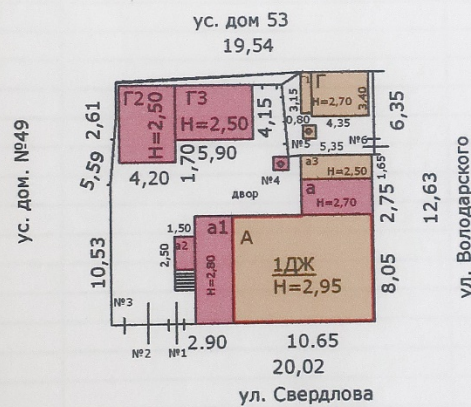 ус. дом 53
19,54
ус. дом. №49
2,61
5,59
10,53
Г2
Н=2,50
Г3
Н=2,50
4,20
1,70
5,90
4,15
Г
Н=2,70
3,15
3,40
0,80
4,35
№5
№6
5,35
6,35
№4
двор
а3
Н=2,50
1,65
а
Н=2,70
2,75
12,63
ул. Володарского
1,50
а2
2,50
а1
Н=2,80
А
1ДЖ
Н=2,95
8,05
№3
№2
№1
2.90
10.65
20,02
ул. Свердлова